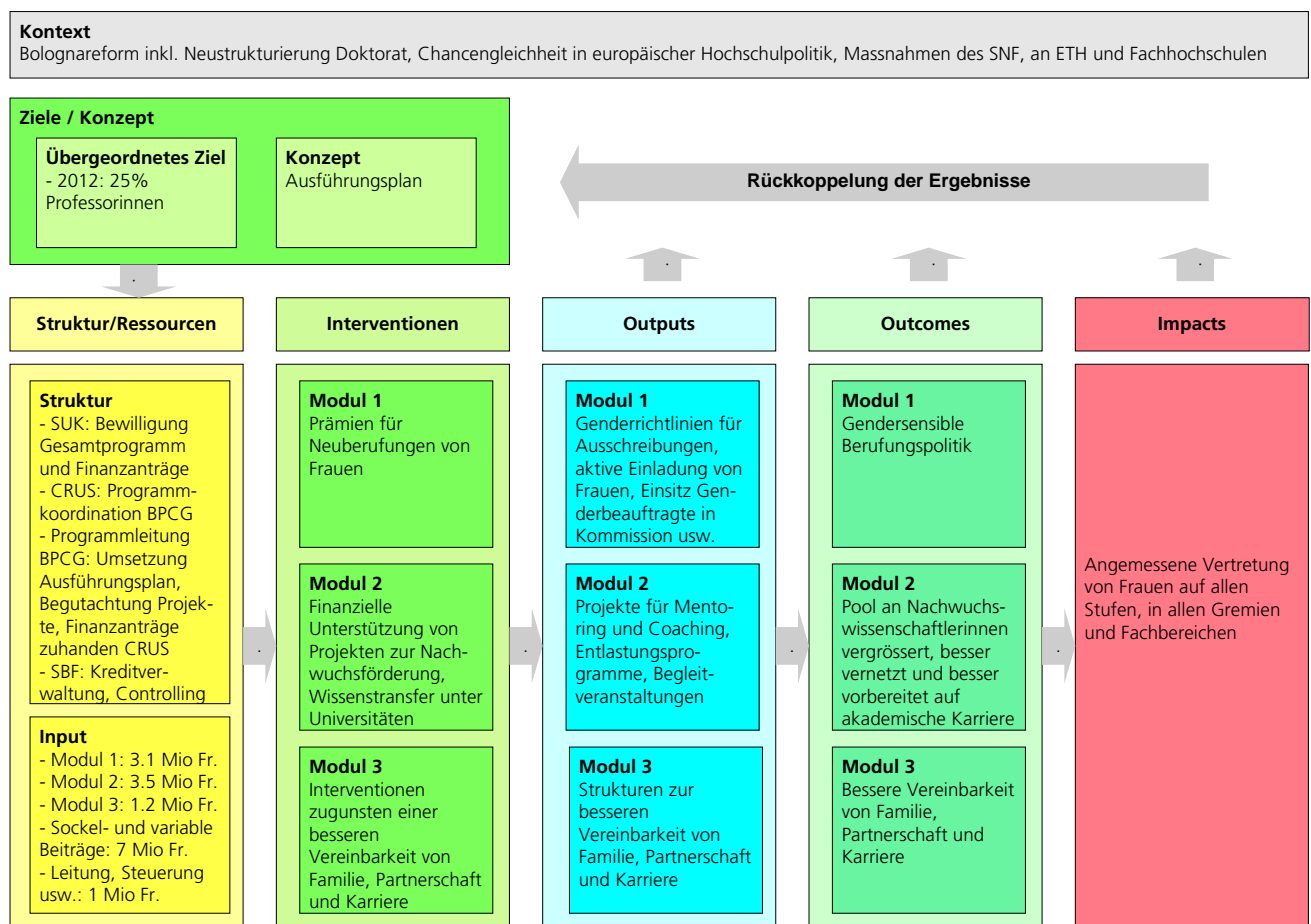 Kontext
Bolognareform inkl. Neustrukturierung Doktorat, Chancengleichheit in europäischer Hochschulpolitik, Massnahmen des SNF, an ETH und Fachhochschulen
Ziele / Konzept
Übergeordnetes Ziel
- 2012: 25%
Professorinnen
Konzept
Ausführungsplan
Rückkoppelung der Ergebnisse
Struktur/Ressourcen
Interventionen
Outputs
Outcomes
Impacts
Struktur
- SUK: Bewilligung
Gesamtprogramm
und Finanzanträge
- CRUS: Programm-
koordination BPCG
- Programmleitung
BPCG: Umsetzung
Ausführungsplan,
Begutachtung Projek-
te, Finanzanträge
zuhanden CRUS
- SBF: Kreditver-
waltung, Controlling
Input
- Modul 1: 3.1 Mio Fr.
- Modul 2: 3.5 Mio Fr.
- Modul 3: 1.2 Mio Fr.
- Sockel- und variable
Beiträge: 7 Mio Fr.
- Leitung, Steuerung
usw.: 1 Mio Fr.
Modul 1
Prämien für
Neuberufungen von
Frauen
Modul 2
Finanzielle
Unterstützung von
Projekten zur Nach-
wuchsförderung,
Wissenstransfer unter
Universitäten
Modul 3
Interventionen
zugunsten einer
besseren
Vereinbarkeit von
Familie, Partnerschaft
und Karriere
Modul 1
Genderrichtlinien für
Ausschreibungen,
aktive Einladung von
Frauen, Einsitz Gen-
derbeauftragte in
Kommission usw.
Modul 2
Projekte für Mento-
ring und Coaching,
Entlastungspro-
gramme, Begleit-
veranstaltungen
Modul 3
Strukturen zur
besseren
Vereinbarkeit von
Familie, Partnerschaft
und Karriere
Modul 1
Gendersensible
Berufungspolitik
Modul 2
Pool an Nachwuchs-
wissenschaftlerinnen
vergrössert, besser
vernetzt und besser
vorbereitet auf
akademische Karriere
Modul 3
Bessere Vereinbarkeit
von Familie,
Partnerschaft und
Karriere
Angemessene Vertretung
von Frauen auf allen
Stufen, in allen Gremien
und Fachbereichen